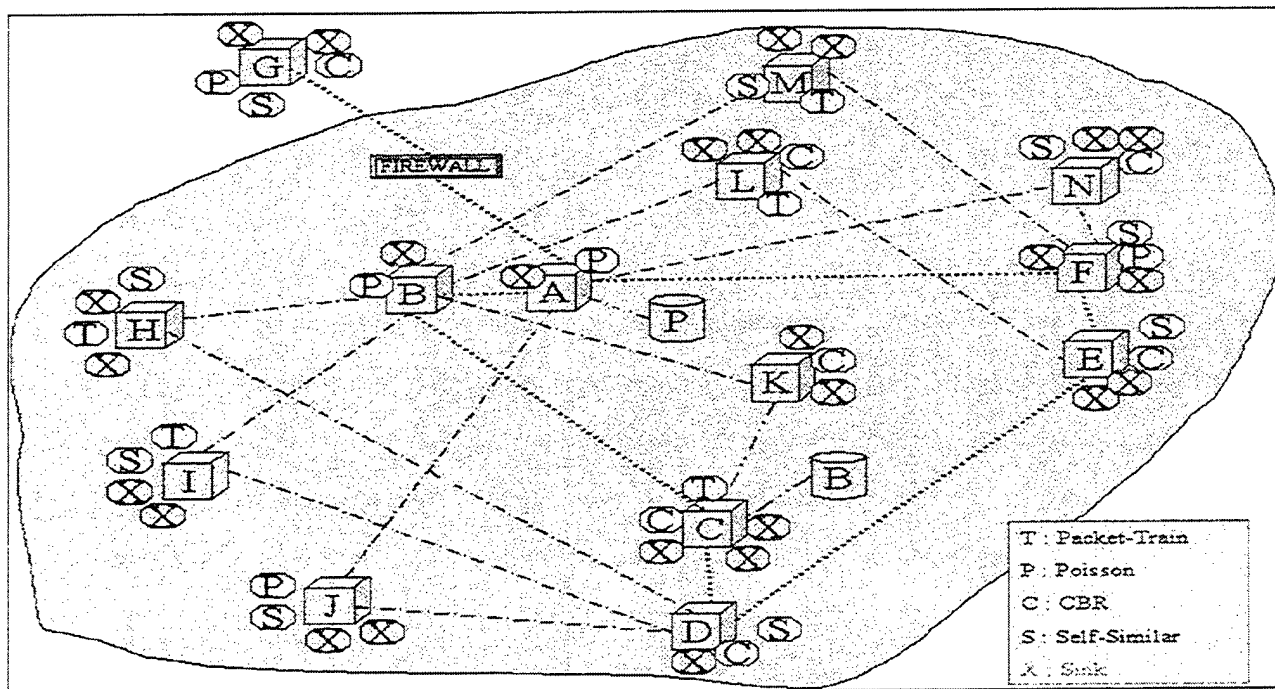 X X
G
P C
S
X X
M
S T
FIREWALL
X X C
L
T
S X X
C
N
S
X F P
X
X
P B
X A P
P
S
X
T H
X
X
K C
X
S
E C
X X
T
S
I
X
X
B
T
C C X
X X
P
S J
X X
D S
X C
T : Packet-Train
P : Poisson
C : CBR
S : Self-Similar
X : Sink